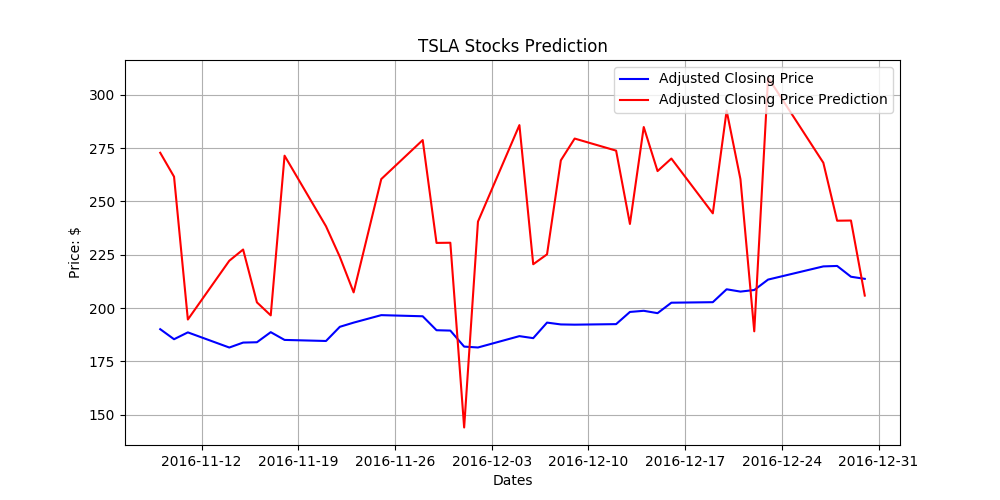 TSLA Stocks Prediction
Adjusted Closing Price
Adjusted Closing Price Prediction
Price: $
300
275
250
225
200
175
150
2016-11-12 2016-11-19 2016-11-26 2016-12-03 2016-12-10 2016-12-17 2016-12-24 2016-12-31
Dates